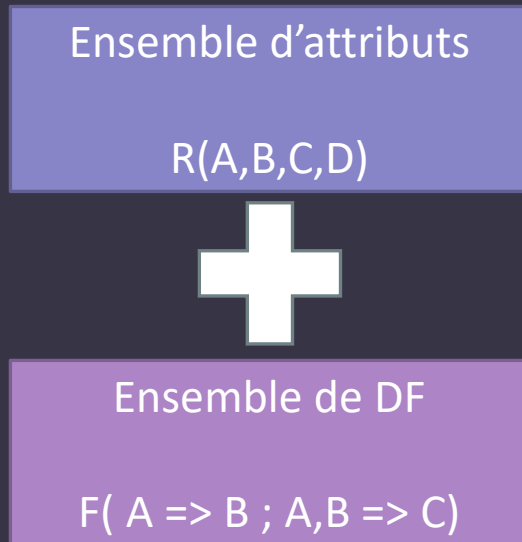 Ensemble d’attributs
R(A,B,C,D)
Ensemble de DF
F( A => B ; A,B => C)